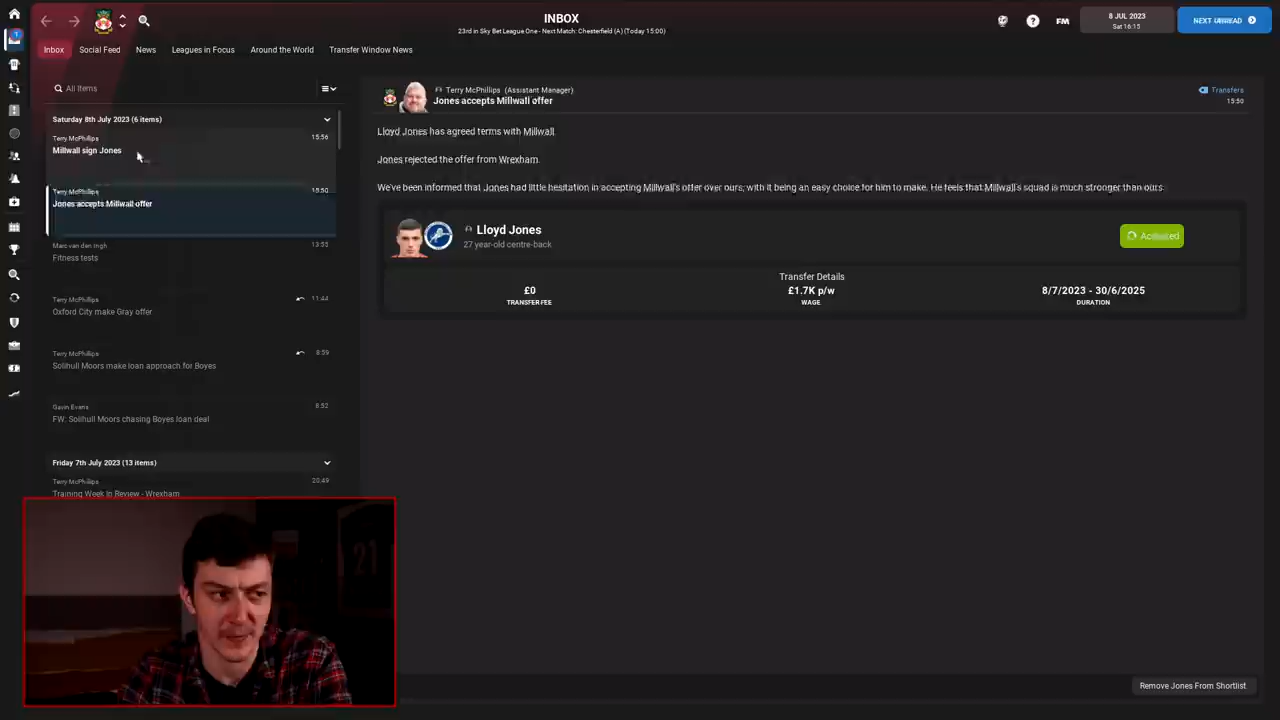 INBOX
23rd in Sky Bet League One - Next Match: Chesterfield (A) (Today 15:00)
FM
8 JUL 2023
Sat 16:15
NEXT UNREAD
1
Inbox
Social Feed
News
Leagues in Focus
Around the World
Transfer Window News
All Items
Saturday 8th July 2023 (6 items)
Terry McPhillips
15:56
Millwall sign Jones
Terry McPhillips
15:50
Jones accepts Millwall offer
Marc van den Ingh
13:55
Fitness tests
Terry McPhillips
11:44
Oxford City make Gray offer
Terry McPhillips
8:59
Solihull Moors make loan approach for Boyes
Gavin Evans
8:52
FW: Solihull Moors chasing Boyes loan deal
Friday 7th July 2023 (13 items)
Terry McPhillips
20:49
Training Week In Review - Wrexham
Terry McPhillips (Assistant Manager)
Jones accepts Millwall offer
Transfers
15:50
Lloyd Jones has agreed terms with Millwall.
Jones rejected the offer from Wrexham.
We've been informed that Jones had little hesitation in accepting Millwall's offer over ours, with it being an easy choice for him to make. He feels that Millwall's squad is much stronger than ours.
Lloyd Jones
27 year-old centre-back
Transfer Details
£0
£1.7K p/w
8/7/2023 - 30/6/2025
TRANSFER FEE
WAGE
DURATION
21
Remove Jones From Shortlist